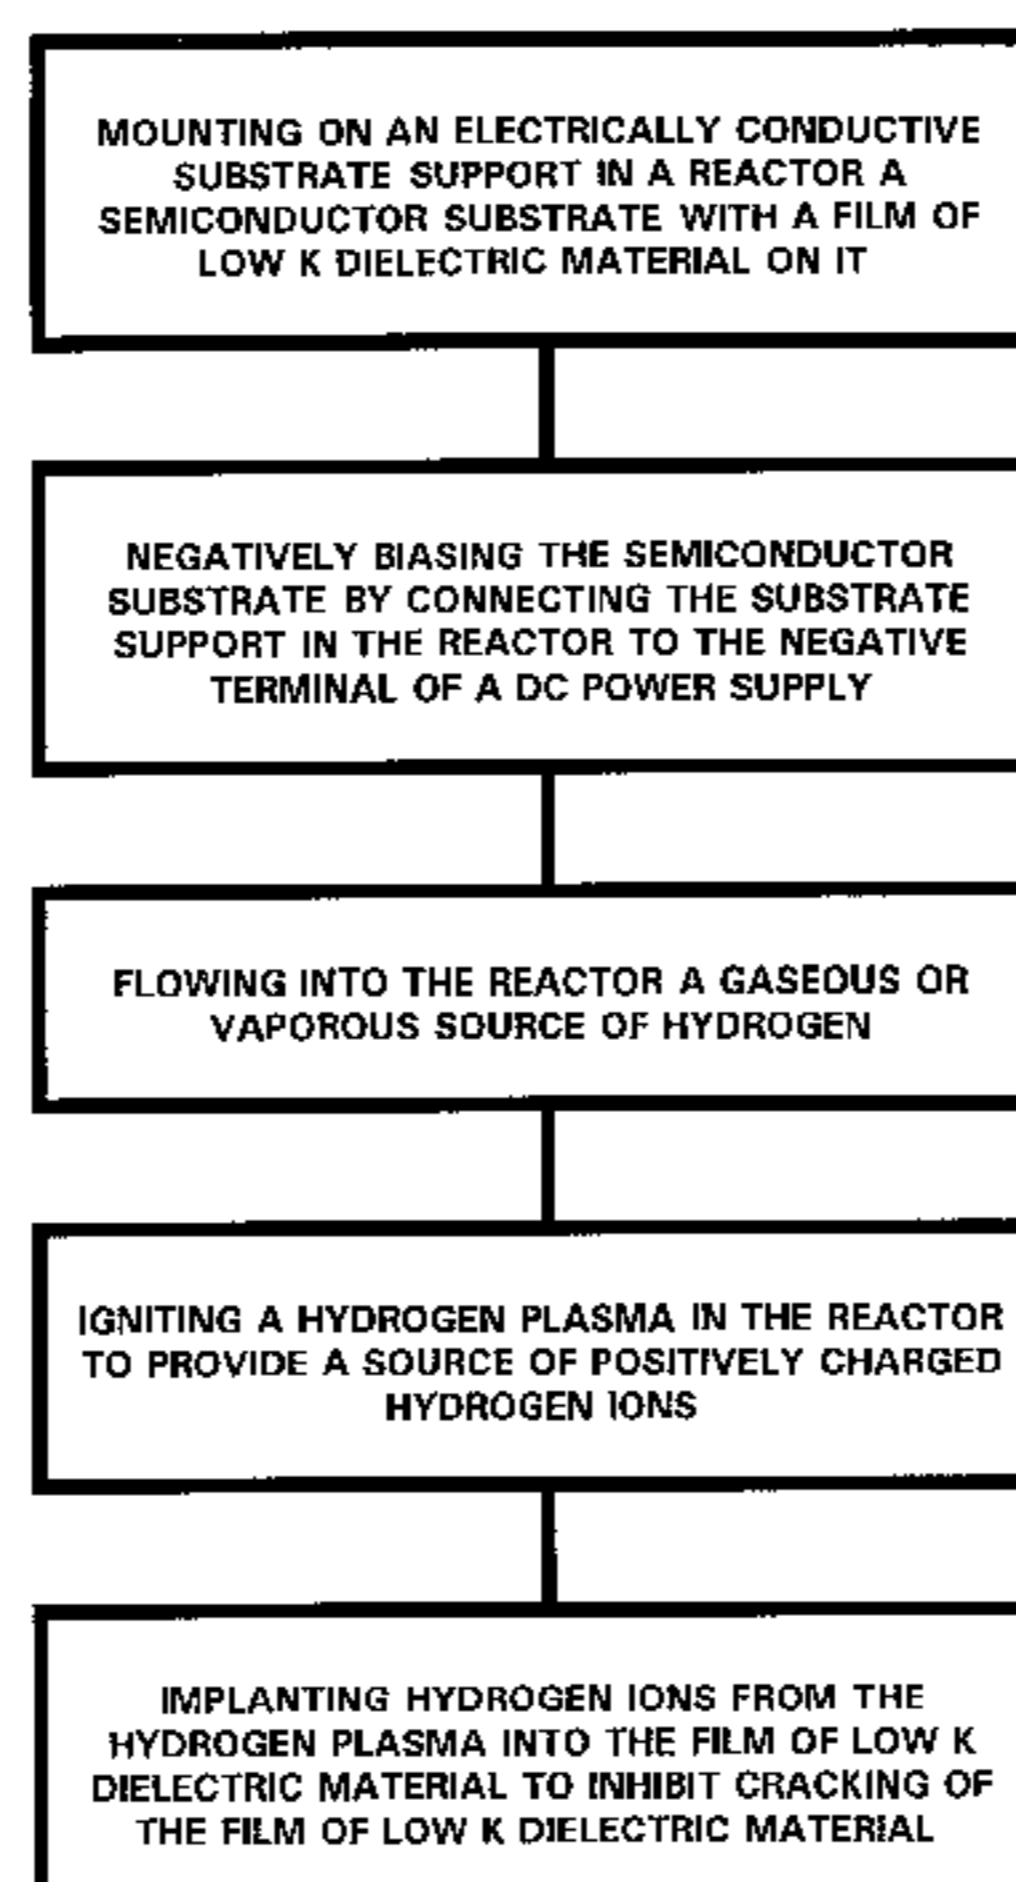 MOUNTING ON AN ELECTRICALLY CONDUCTIVE
SUBSTRATE SUPPORT IN A REACTOR A
SEMICONDUCTOR SUBSTRATE WITH A FILM OF
LOW K DIELECTRIC MATERIAL ON IT
NEGATIVELY BIASING THE SEMICONDUCTOR
SUBSTRATE BY CONNECTING THE SUBSTRATE
SUPPORT IN THE REACTOR TO THE NEGATIVE
TERMINAL OF A DC POWER SUPPLY
FLOWING INTO THE REACTOR A GASEOUS OR
VAPOROUS SOURCE OF HYDROGEN
IGNITING A HYDROGEN PLASMA IN THE REACTOR
TO PROVIDE A SOURCE OF POSITIVELY CHARGED
HYDROGEN IONS
IMPLANTING HYDROGEN IONS FROM THE
HYDROGEN PLASMA INTO THE FILM OF LOW K
DIELECTRIC MATERIAL TO INHIBIT CRACKING OF
THE FILM OF LOW K DIELECTRIC MATERIAL